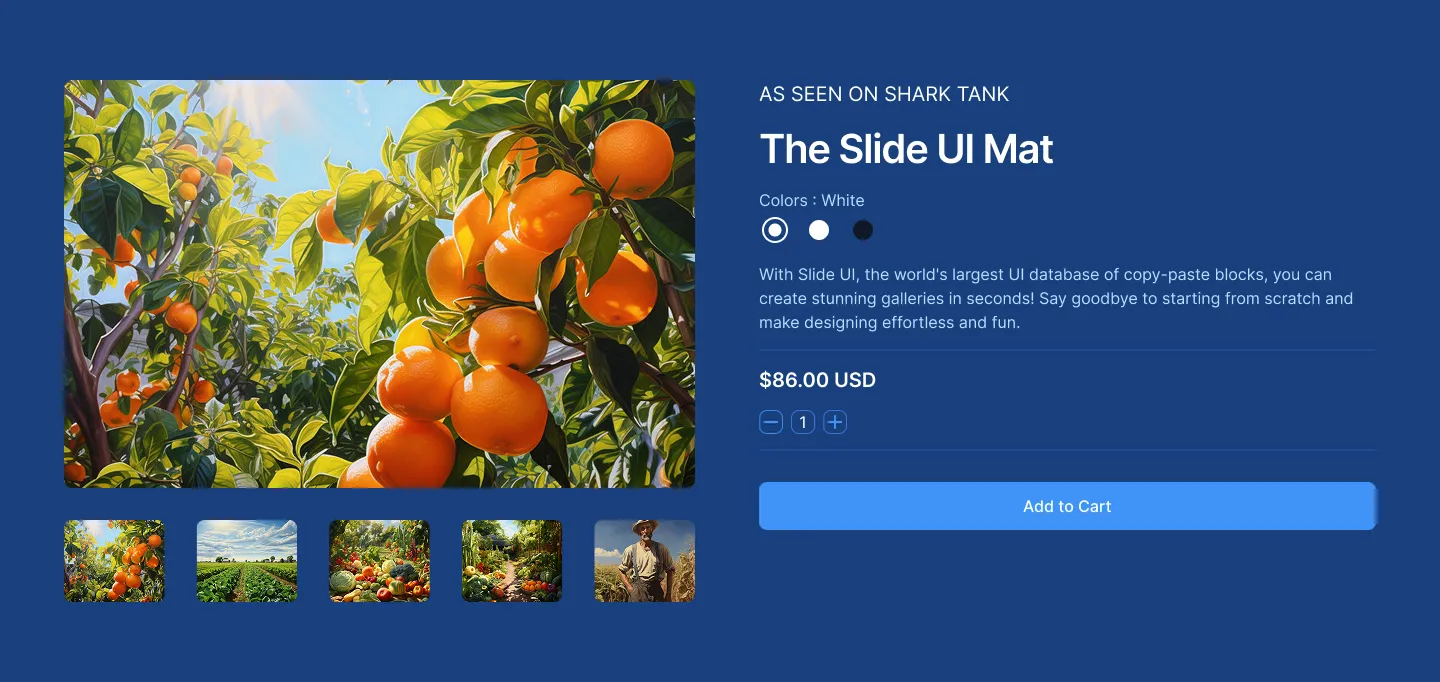 AS SEEN ON SHARK TANK
The Slide UI Mat
Colors : White
With Slide UI, the world's largest UI database of copy-paste blocks, you can
create stunning galleries in seconds! Say goodbye to starting from scratch and
make designing effortless and fun.
$86.00 USD
1
Add to Cart